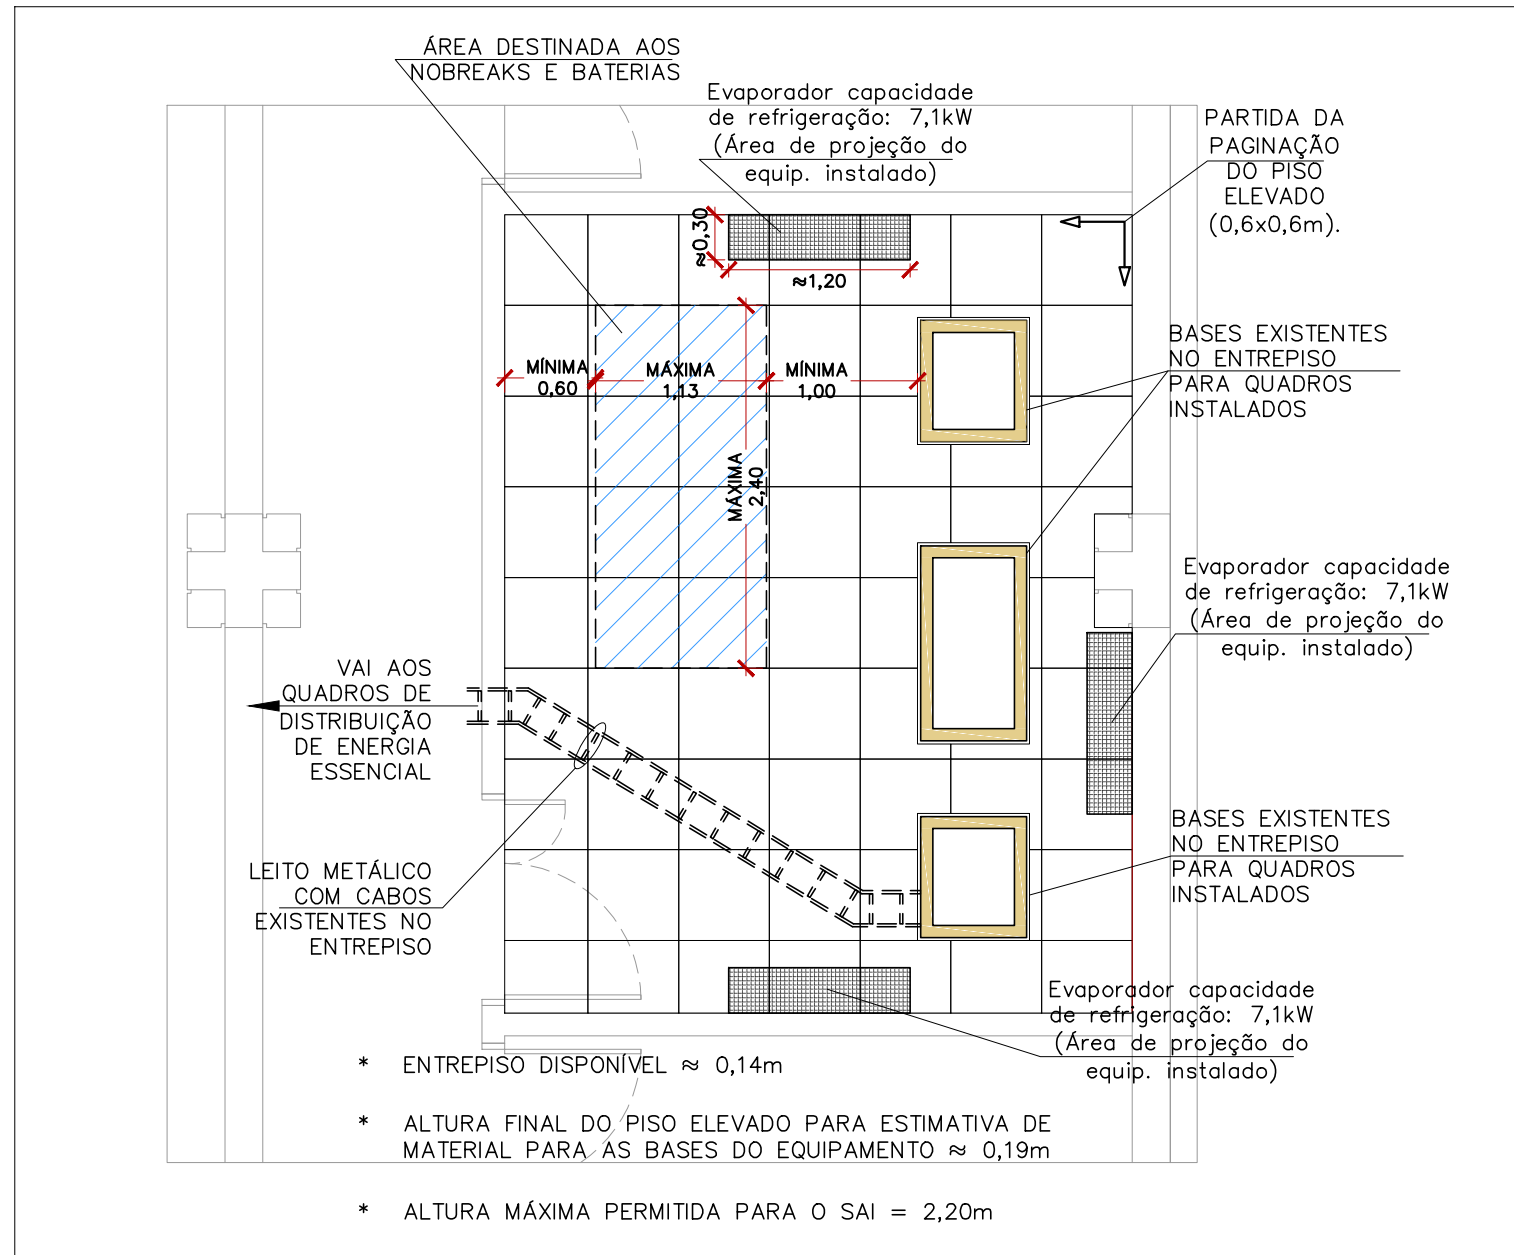 ÁREA DESTINADA AOS
NOBREAKS E BATERIAS
Evaporador capacidade
de refrigeração: 7,1kW
(Área de projeção do
equip. instalado)
PARTIDA DA
PAGINAÇÃO
DO PISO
ELEVADO
(0,6x0,6m).
≈0,30
≈1,20
MÍNIMA
0,60
MÁXIMA
1,13
MÍNIMA
1,00
MÁXIMA
2,40
BASES EXISTENTES
NO ENTREPISO
PARA QUADROS
INSTALADOS
Evaporador capacidade
de refrigeração: 7,1kW
(Área de projeção do
equip. instalado)
VAI AOS
QUADROS DE
DISTRIBUIÇÃO
DE ENERGIA
ESSENCIAL
LEITO METÁLICO
COM CABOS
EXISTENTES NO
ENTREPISO
BASES EXISTENTES
NO ENTREPISO
PARA QUADROS
INSTALADOS
Evaporador capacidade
de refrigeração: 7,1kW
(Área de projeção do
equip. instalado)
* ENTREPISO DISPONÍVEL ≈ 0,14m
* ALTURA FINAL DO PISO ELEVADO PARA ESTIMATIVA DE
MATERIAL PARA AS BASES DO EQUIPAMENTO ≈ 0,19m
* ALTURA MÁXIMA PERMITIDA PARA O SAI = 2,20m